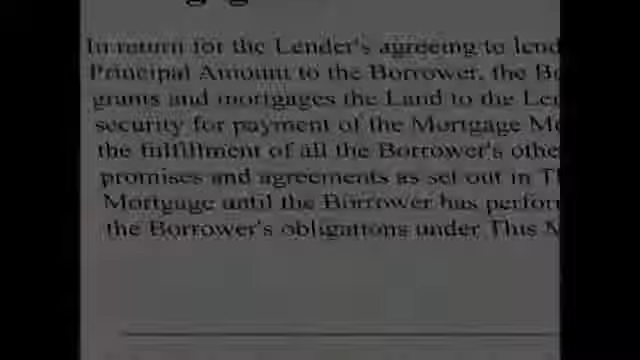 In return for the Lender's agreeing to lend
Principal Amount to the Borrower, the
grants and mortgages the Land to the
security for payment of the Mortgage
the fulfillment of all the Borrower's
promises and agreements as set out in
Mortgage until the Borrower has
the Borrower's obligations under This